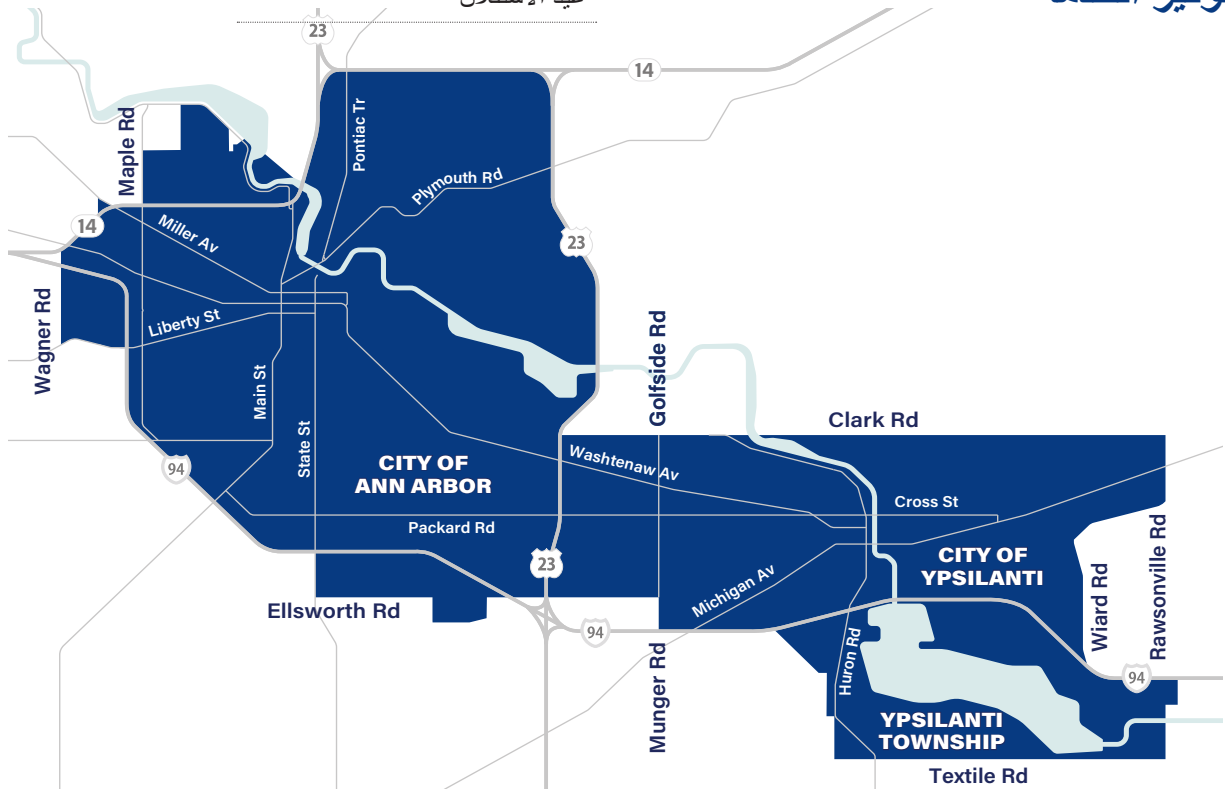 عيد الاستقلال
23
14
Pontiac Tr
Maple Rd
Plymouth Rd
14
Miller Av
23
Wagner Rd
Liberty St
Golfside Rd
Main St
Clark Rd
State St
94
CITY OF
ANN ARBOR
Washtenaw Av
Cross St
Packard Rd
Rawsonville Rd
23
CITY OF
YPSILANTI
Michigan Av
Wiard Rd
Ellsworth Rd
94
Munger Rd
Huron Rd
94
YPSILANTI
TOWNSHIP
Textile Rd